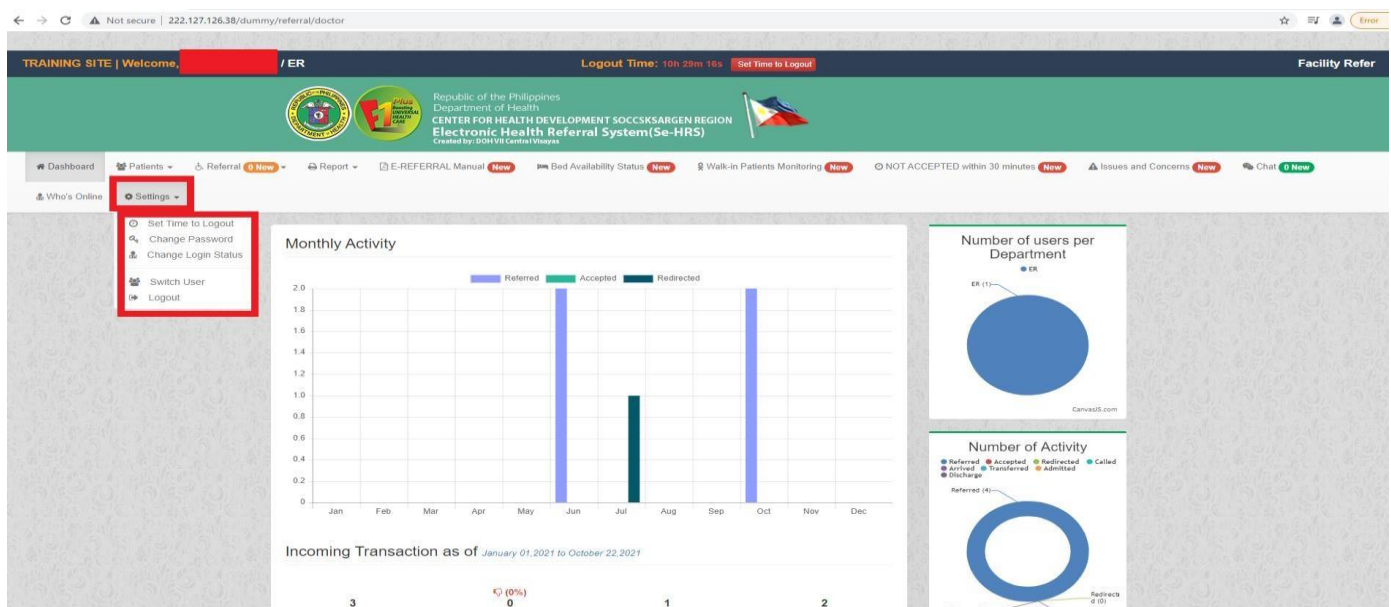 Not secure | 222.127.126.38/dummy/referral/doctor
Error
TRAINING SITE | Welcome, / ER
Logout Time: 10h 29m 16s Set Time to Logout
Facility Refer
Republic of the Philippines
Department of Health
CENTER FOR HEALTH DEVELOPMENT SOCCSKSARGEN REGION
Electronic Health Referral System(Se-HRS)
Created by: DOH VII Central Visayas
F1 Plus
Boosting
UNIVERSAL
HEALTH
CARE
Dashboard Patients Referral 0 New Report E-REFERRAL Manual New Bed Availability Status New Walk-in Patients Monitoring New NOT ACCEPTED within 30 minutes New Issues and Concerns New Chat 0 New
Who's Online Settings
Set Time to Logout
Change Password
Change Login Status
Switch User
Logout
Monthly Activity
Referred Accepted Redirected
2.0
1.8
1.6
1.4
1.2
1.0
0.8
0.6
0.4
0.2
0
Jan Feb Mar Apr May Jun Jul Aug Sep Oct Nov Dec
Incoming Transaction as of January 01,2021 to October 22,2021
(0%)
3 0 1 2
Number of users per
Department
ER
ER (1)
CanvasJS.com
Number of Activity
Referred Accepted Redirected Called
Arrived Transferred Admitted
Discharge
Referred (4)
Redirecte
d (0)